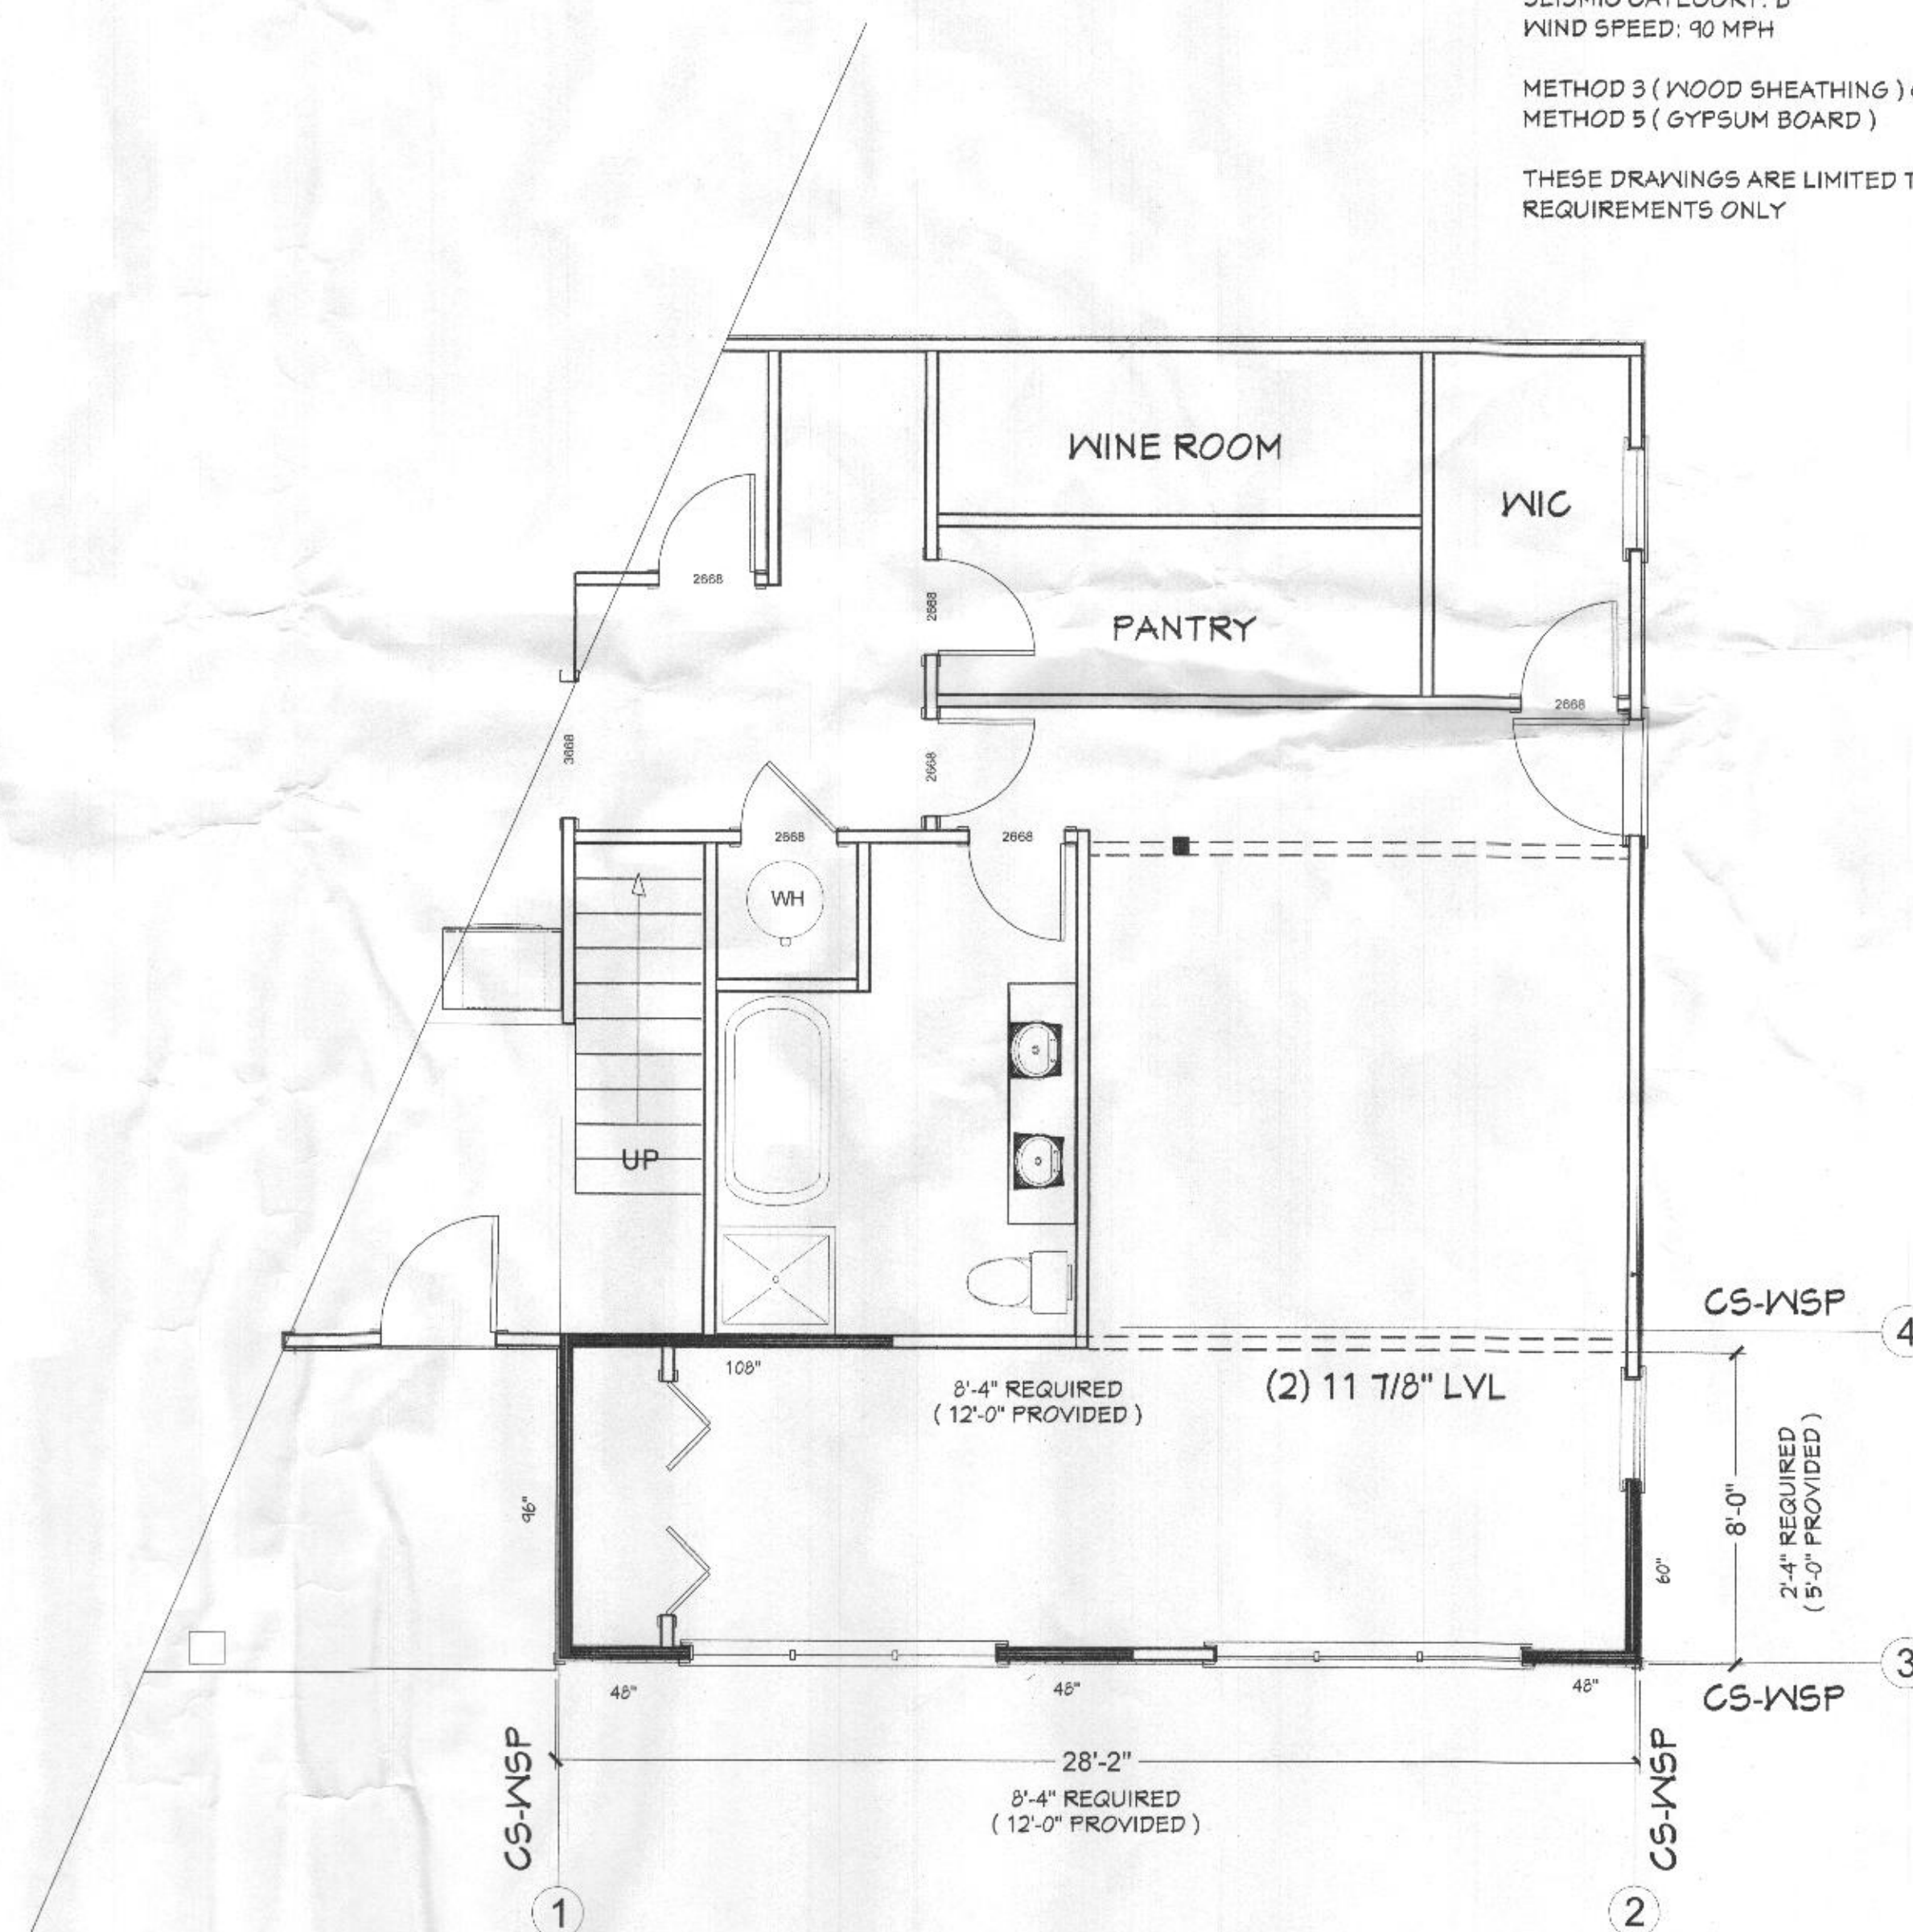 WIND SPEED: 90 MPH
METHOD 3 ( WOOD SHEATHING )
METHOD 5 ( GYPSUM BOARD )
THESE DRAWINGS ARE LIMITED
REQUIREMENTS ONLY
WINE ROOM
WIC
2668
2668
PANTRY
2668
3668
2668
2668
2668
WH
UP
CS-WSP
4
108"
8'-4" REQUIRED
( 12'-0" PROVIDED )
(2) 11 7/8" LVL
96"
8'-0"
2'-4" REQUIRED
( 5'-0" PROVIDED )
60"
3
48"
48"
48"
CS-WSP
28'-2"
8'-4" REQUIRED
( 12'-0" PROVIDED )
CS-WSP
CS-WSP
1
2